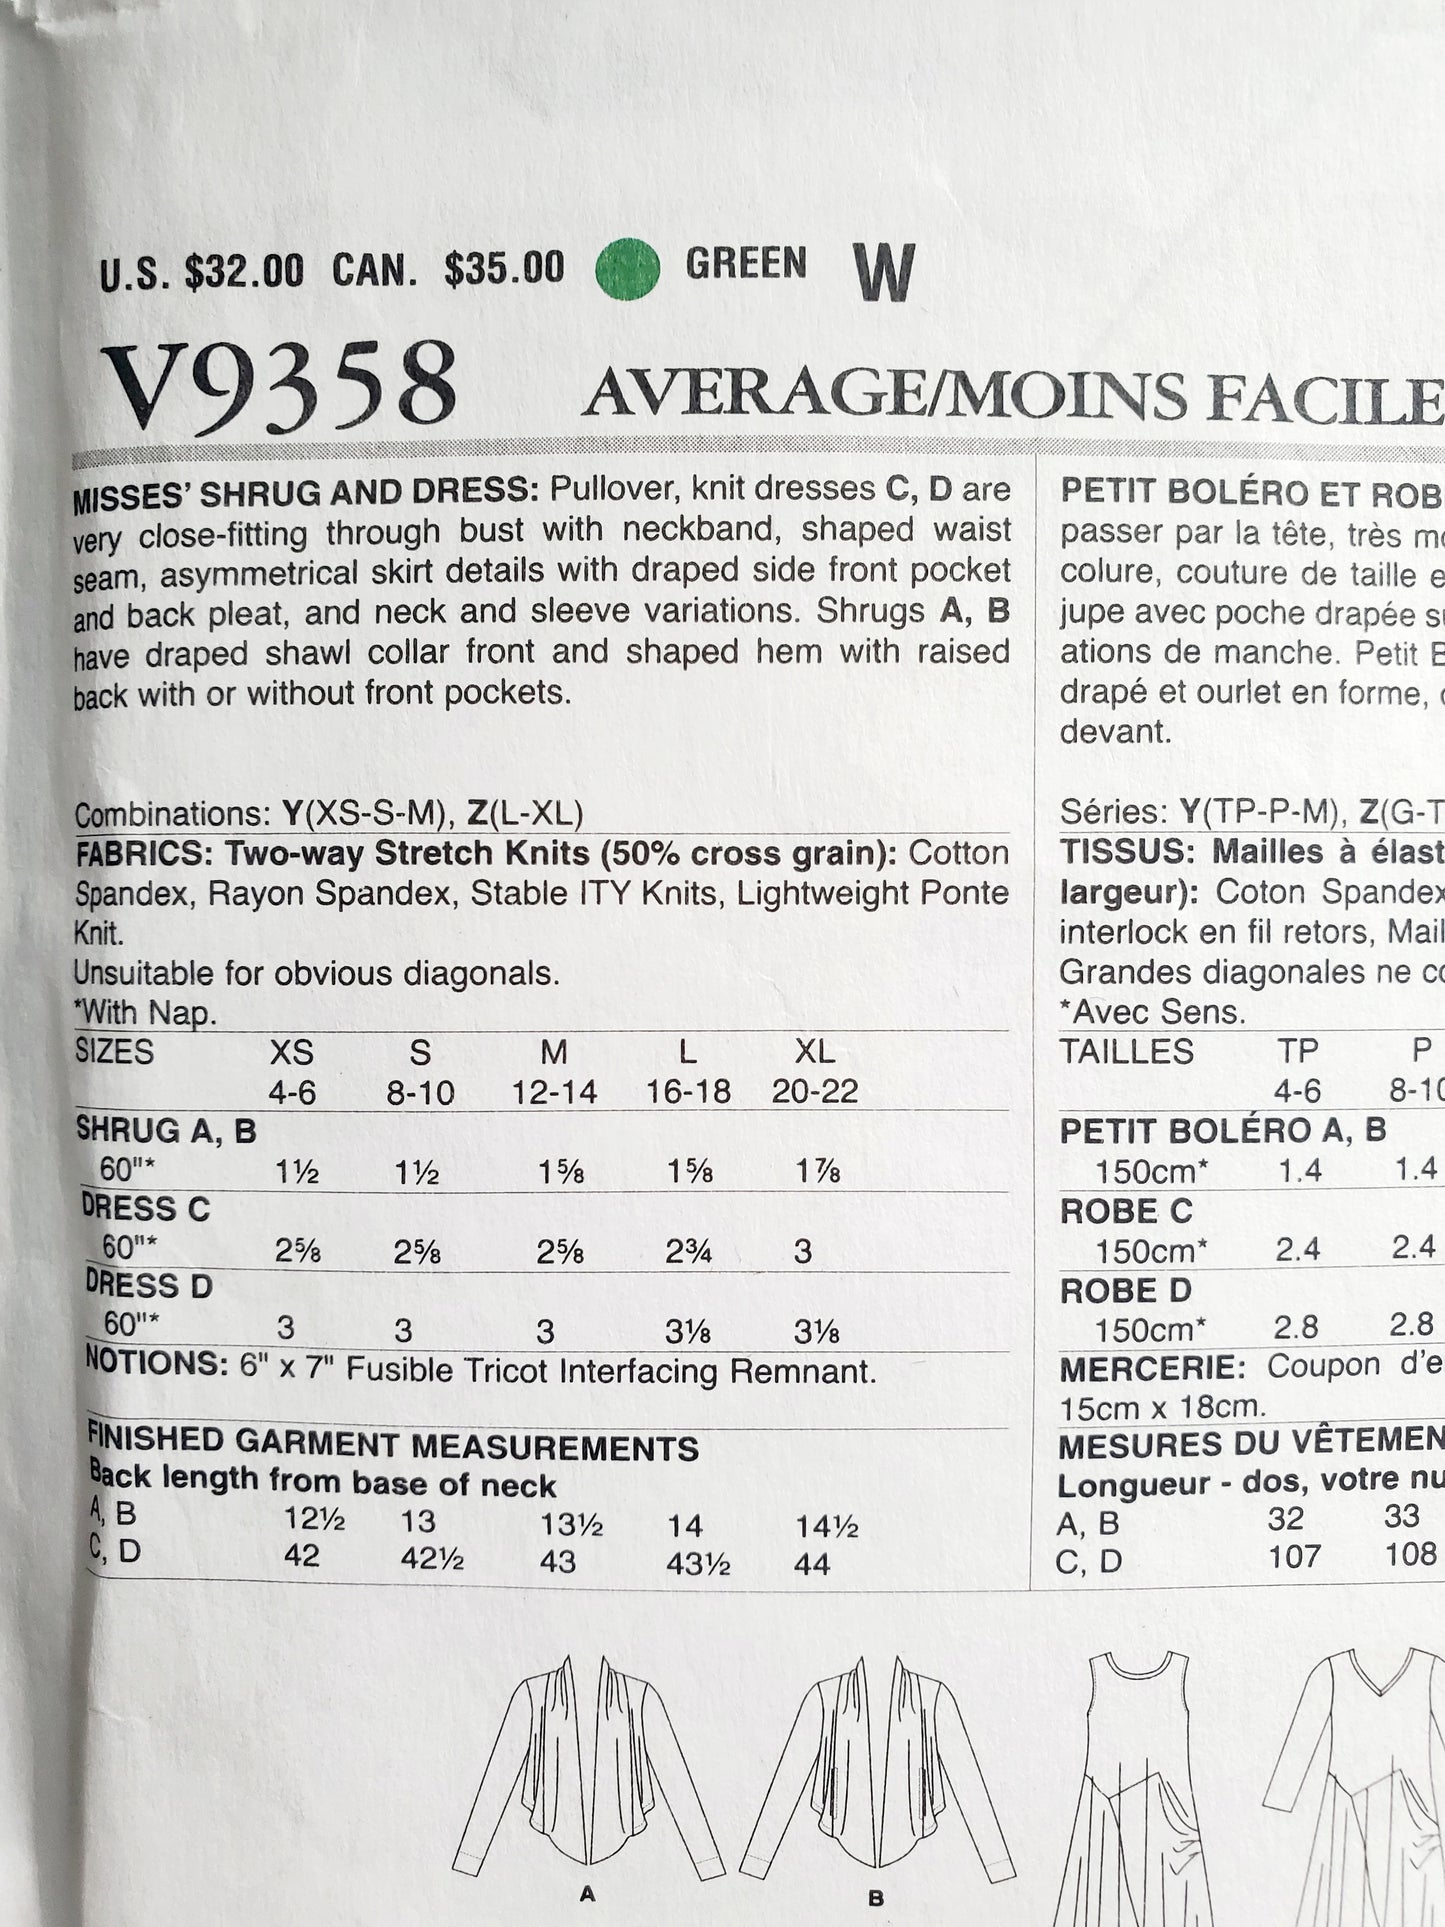 U.S. $32.00 CAN. $35.00 GREEN W
V9358 AVERAGE/MOINS FACILE
MISSES' SHRUG AND DRESS: Pullover, knit dresses C, D are
very close-fitting through bust with neckband, shaped waist
seam, asymmetrical skirt details with draped side front pocket
and back pleat, and neck and sleeve variations. Shrugs A, B
have draped shawl collar front and shaped hem with raised
back with or without front pockets.
Combinations: Y(XS-S-M), Z(L-XL)
FABRICS: Two-way Stretch Knits (50% cross grain): Cotton
Spandex, Rayon Spandex, Stable ITY Knits, Lightweight Ponte
Knit.
Unsuitable for obvious diagonals.
*With Nap.
SIZES XS S M L XL
4-6 8-10 12-14 16-18 20-22
SHRUG A, B
60"* 1½ 1½ 1⅝ 1⅝ 1⅞
DRESS C
60"* 2⅝ 2⅝ 2⅝ 2¾ 3
DRESS D
60"* 3 3 3 3⅛ 3⅛
NOTIONS: 6" x 7" Fusible Tricot Interfacing Remnant.
FINISHED GARMENT MEASUREMENTS
Back length from base of neck
A, B 12½ 13 13½ 14 14½
C, D 42 42½ 43 43½ 44
PETIT BOLÉRO ET ROB
passer par la tête, très
colure, couture de taille
jupe avec poche drapée
ations de manche. Petit
drapé et ourlet en forme,
devant.
Séries: Y(TP-P-M), Z(G-T
TISSUS: Mailles à élast
largeur): Coton Spandex
interlock en fil retors, Mail
Grandes diagonales ne
*Avec Sens.
TAILLES TP P
4-6 8-10
PETIT BOLÉRO A, B
150cm* 1.4 1.4
ROBE C
150cm* 2.4 2.4
ROBE D
150cm* 2.8 2.8
MERCERIE: Coupon d'e
15cm x 18cm.
MESURES DU VÊTEMEN
Longueur - dos, votre nu
A, B 32 33
C, D 107 108
A B